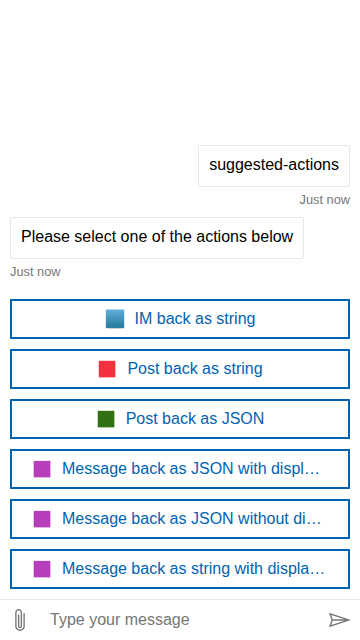 suggested-actions
Just now
Please select one of the actions below
Just now
IM back as string
Post back as string
Post back as JSON
Message back as JSON with displ…
Message back as JSON without di…
Message back as string with displa…
Type your message